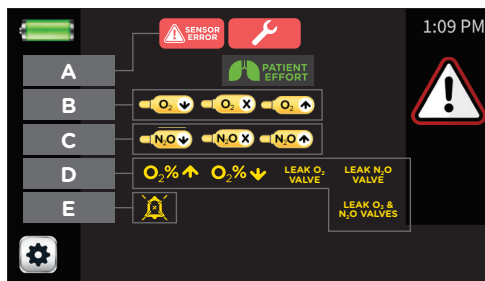 SENSOR
ERROR
1:09 PM
A
PATIENT
EFFORT
B
O₂
O₂ X
O₂
C
N₂O
N₂O X
N₂O
D
O₂%
O₂%
LEAK O₂
VALVE
LEAK N₂O
VALVE
E
LEAK O₂ &
N₂O VALVES